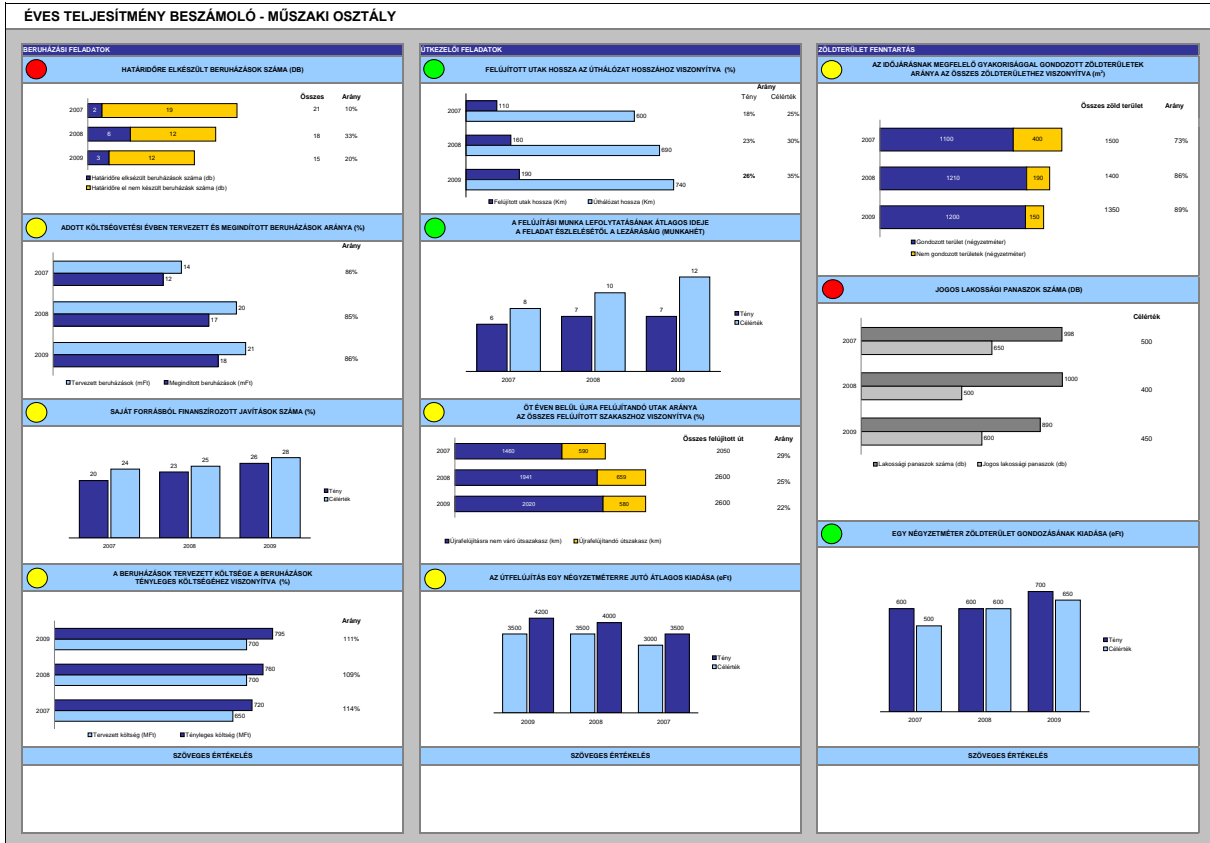 ÉVES TELJESÍTMÉNY BESZÁMOLÓ - MŰSZAKI OSZTÁLY
BERUHÁZÁSI FELADATOK
HATÁRIDŐRE ELKÉSZÜLT BERUHÁZÁSOK SZÁMA (DB)
Összes Arány
2007 2 19 21 10%
2008 6 12 18 33%
2009 3 12 15 20%
Határidőre elksézült beruházások száma (db)
Határidőre el nem készült beruházásk száma (db)
ADOTT KÖLTSÉGVETÉSI ÉVBEN TERVEZETT ÉS MEGINDÍTOTT BERUHÁZÁSOK ARÁNYA (%)
Arány
2007 14 12 86%
2008 20 17 85%
2009 21 18 86%
Tervezett beruházások (mFt) Megindított beruházások (mFt)
SAJÁT FORRÁSBÓL FINANSZÍROZOTT JAVÍTÁSOK SZÁMA (%)
20 24 23 25 26 28
Tény
Célérték
2007 2008 2009
A BERUHÁZÁSOK TERVEZETT KÖLTSÉGE A BERUHÁZÁSOK
TÉNYLEGES KÖLTSÉGÉHEZ VISZONYÍTVA (%)
Arány
2009 795 700 111%
2008 760 700 109%
2007 720 650 114%
Tervezett költség (MFt) Tényleges költség (MFt)
SZÖVEGES ÉRTÉKELÉS
ÚTKEZELŐI FELADATOK
FELÚJÍTOTT UTAK HOSSZA AZ ÚTHÁLÓZAT HOSSZÁHOZ VISZONYÍTVA (%)
Arány
Tény Célérték
2007 110 600 18% 25%
2008 160 690 23% 30%
2009 190 740 26% 35%
Felújított utak hossza (Km) Úthálózat hossza (Km)
A FELÚJÍTÁSI MUNKA LEFOLYTATÁSÁNAK ÁTLAGOS IDEJE
A FELADAT ÉSZLELÉSÉTŐL A LEZÁRÁSÁIG (MUNKAHÉT)
6 8 7 10 7 12
Tény
Célérték
2007 2008 2009
ÖT ÉVEN BELÜL ÚJRA FELÚJÍTANDÓ UTAK ARÁNYA
AZ ÖSSZES FELÚJÍTOTT SZAKASZHOZ VISZONYÍTVA (%)
Összes felújított út Arány
2007 1460 590 2050 29%
2008 1941 659 2600 25%
2009 2020 580 2600 22%
Újrafelújításra nem váró útsazakasz (km) Újrafelújítandó útszakasz (km)
AZ ÚTFELÚJÍTÁS EGY NÉGYZETMÉTERRE JUTÓ ÁTLAGOS KIADÁSA (eFt)
3500 4200 3500 4000 3000 3500
Tény
Célérték
2009 2008 2007
SZÖVEGES ÉRTÉKELÉS
ZÖLDTERÜLET FENNTARTÁS
AZ IDŐJÁRÁSNAK MEGFELELŐ GYAKORISÁGGAL GONDOZOTT ZÖLDTERÜLETEK
ARÁNYA AZ ÖSSZES ZÖLDTERÜLETHEZ VISZONYÍTVA (m²)
Összes zöld terület Arány
2007 1100 400 1500 73%
2008 1210 190 1400 86%
2009 1200 150 1350 89%
Gondozott terület (négyzetméter)
Nem gondozott területek (négyzetméter)
JOGOS LAKOSSÁGI PANASZOK SZÁMA (DB)
Célérték
2007 998 650 500
2008 1000 500 400
2009 890 600 450
Lakossági panaszok száma (db) Jogos lakossági panaszok (db)
EGY NÉGYZETMÉTER ZÖLDTERÜLET GONDOZÁSÁNAK KIADÁSA (eFt)
600 500 600 600 700 650
Tény
Célérték
2007 2008 2009
SZÖVEGES ÉRTÉKELÉS